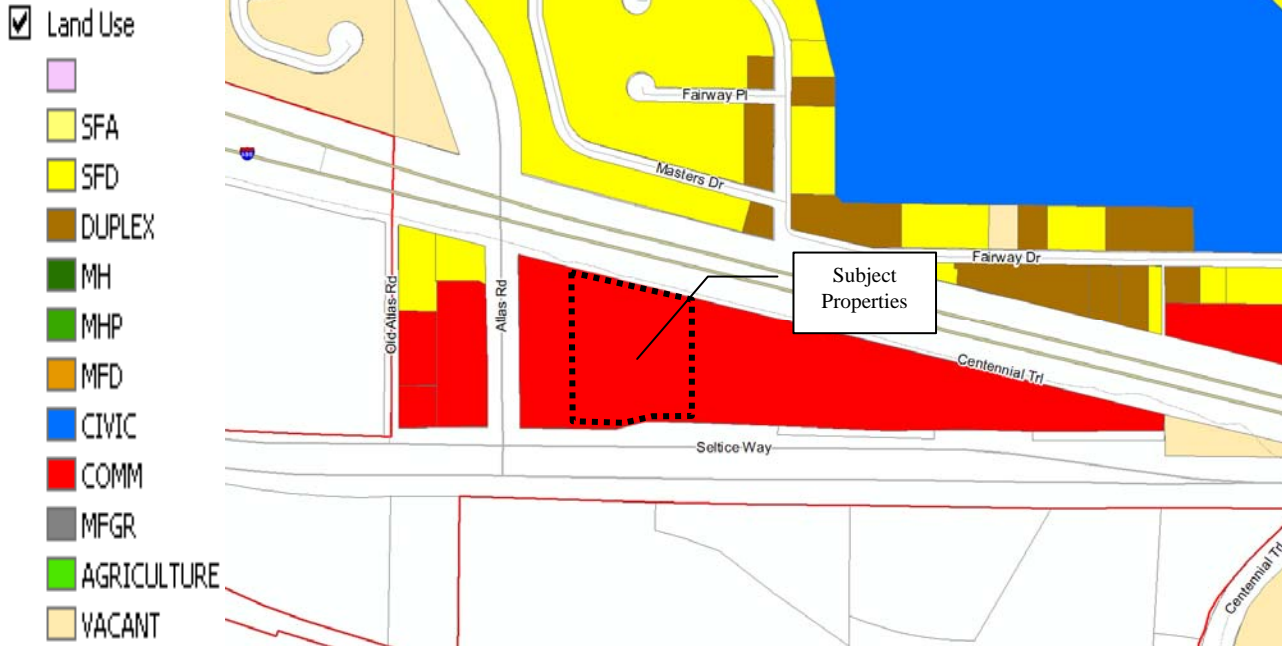 Land Use
SFA
SFD
DUPLEX
MH
MHP
MFD
CIVIC
COMM
MFGR
AGRICULTURE
VACANT
Fairway Pl
Masters Dr
Fairway Dr
Subject
Properties
Old Atlas Rd
Atlas Rd
Centennial Trl
Seltice Way
Centennial Trl